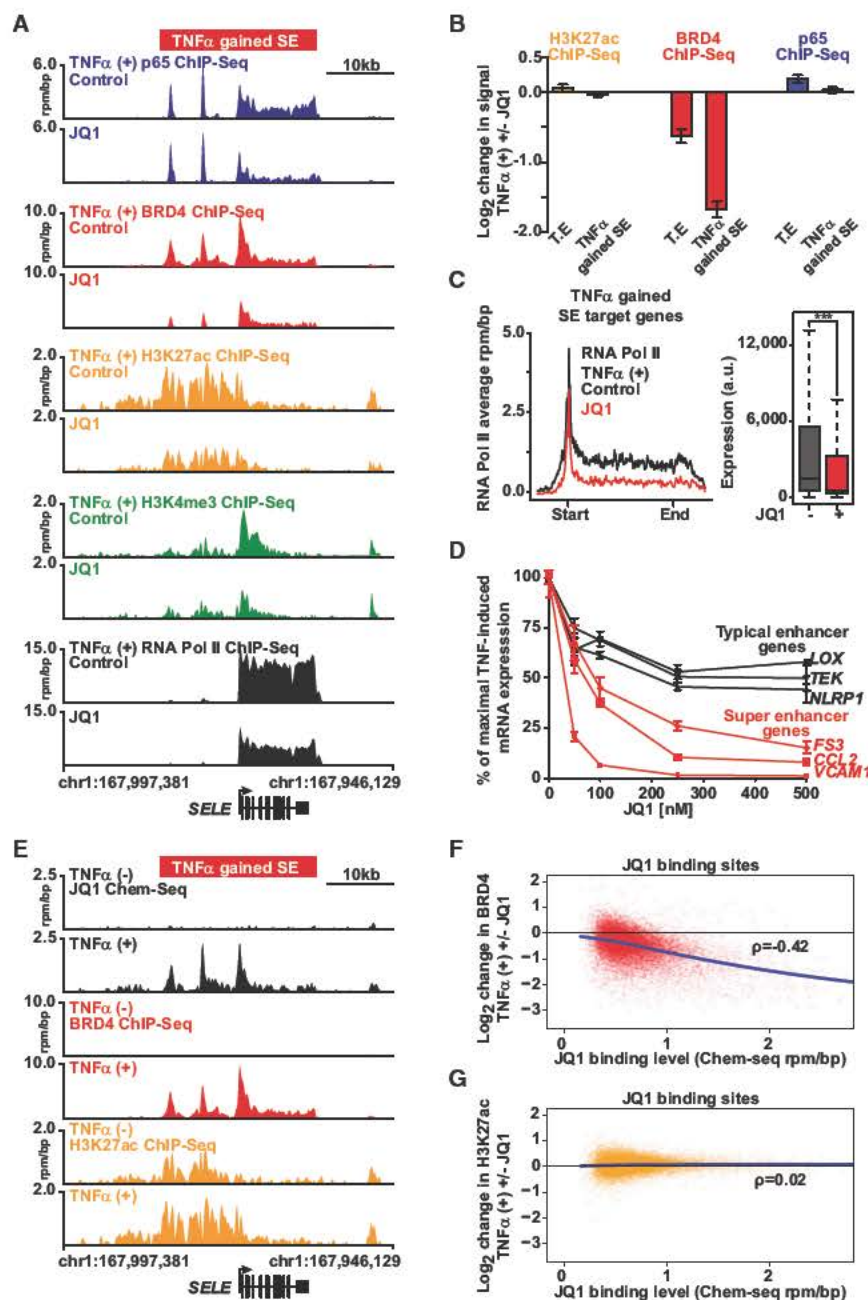 A
TNFα gained SE
10kb
6.0
rpm/bp
TNFα (+) p65 ChIP-Seq
Control
6.0
JQ1
10.0
rpm/bp
TNFα (+) BRD4 ChIP-Seq
Control
10.0
JQ1
2.0
rpm/bp
TNFα (+) H3K27ac ChIP-Seq
Control
2.0
JQ1
2.0
rpm/bp
TNFα (+) H3K4me3 ChIP-Seq
Control
2.0
JQ1
15.0
rpm/bp
TNFα (+) RNA Pol II ChIP-Seq
Control
15.0
JQ1
chr1:167,997,381 chr1:167,946,129
SELE
B
H3K27ac
ChIP-Seq
BRD4
ChIP-Seq
p65
ChIP-Seq
Log2 change in signal
TNFα (+) +/- JQ1
0.5
0.0
-1.0
-2.0
T.E
TNFα
gained SE
T.E
TNFα
gained SE
T.E
TNFα
gained SE
C
TNFα gained
SE target genes
RNA Pol II average rpm/bp
5.0
2.5
0.0
RNA Pol II
TNFα (+)
Control
JQ1
Start End
Expression (a.u.)
12,000
6,000
0
***
JQ1 - +
D
% of maximal TNF-induced
mRNA expresssion
100
75
50
25
0
Typical enhancer
genes
LOX
TEK
NLRP1
Super enhancer
genes
FS3
CCL2
VCAM1
0 100 200 300 400 500
JQ1 [nM]
E
TNFα gained SE
10kb
2.5
rpm/bp
TNFα (-)
JQ1 Chem-Seq
2.5
TNFα (+)
10.0
rpm/bp
TNFα (-)
BRD4 ChIP-Seq
10.0
TNFα (+)
2.0
rpm/bp
TNFα (-)
H3K27ac ChIP-Seq
2.0
TNFα (+)
chr1:167,997,381 chr1:167,946,129
SELE
F
JQ1 binding sites
Log2 change in BRD4
TNFα (+) +/- JQ1
2
1
0
−1
−2
−3
ρ=-0.42
0 1 2
JQ1 binding level (Chem-seq rpm/bp)
G
JQ1 binding sites
Log2 change in H3K27ac
TNFα (+) +/- JQ1
2
1
0
−1
−2
−3
ρ=0.02
0 1 2
JQ1 binding level (Chem-seq rpm/bp)